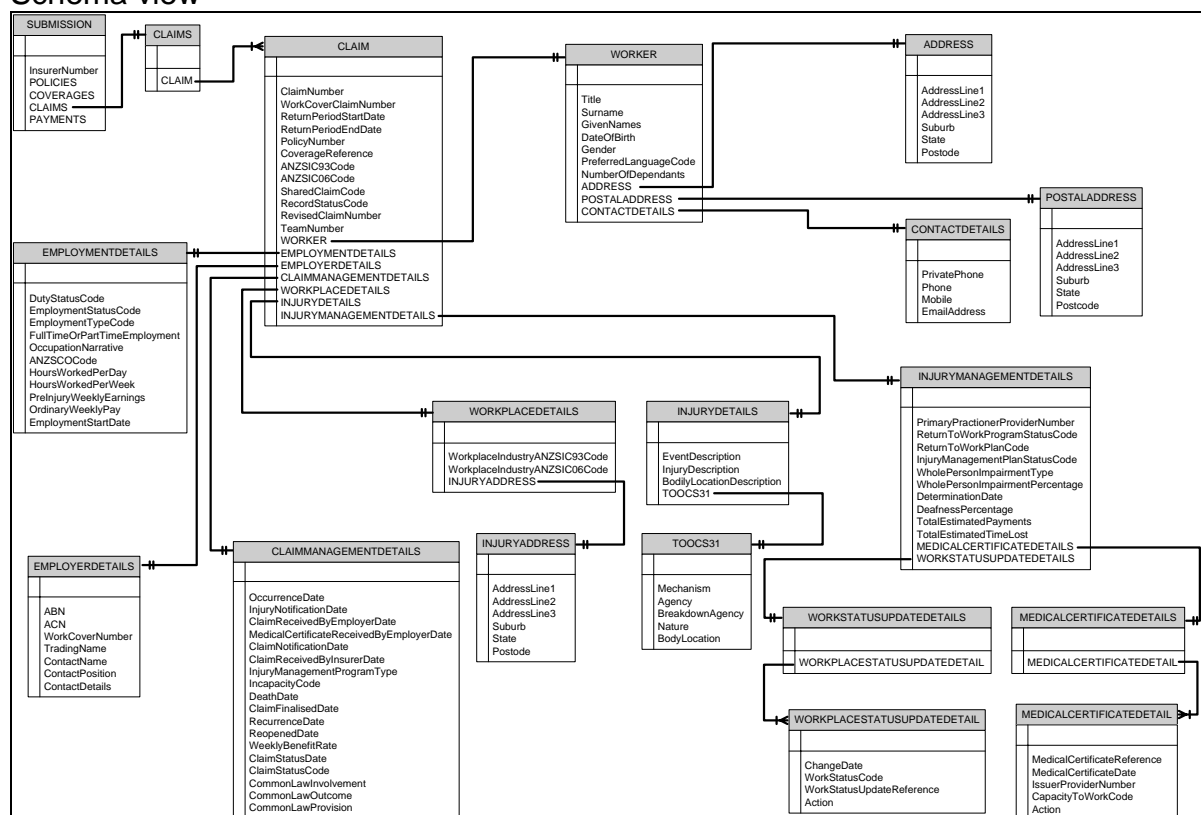 Schema view
SUBMISSION
InsurerNumber
POLICIES
COVERAGES
CLAIMS
PAYMENTS
CLAIMS
CLAIM
CLAIM
ClaimNumber
WorkCoverClaimNumber
ReturnPeriodStartDate
ReturnPeriodEndDate
PolicyNumber
CoverageReference
ANZSIC93Code
ANZSIC06Code
SharedClaimCode
RecordStatusCode
RevisedClaimNumber
TeamNumber
WORKER
EMPLOYMENTDETAILS
EMPLOYERDETAILS
CLAIMMANAGEMENTDETAILS
WORKPLACEDETAILS
INJURYDETAILS
INJURYMANAGEMENTDETAILS
WORKER
Title
Surname
GivenNames
DateOfBirth
Gender
PreferredLanguageCode
NumberOfDependants
ADDRESS
POSTALADDRESS
CONTACTDETAILS
ADDRESS
AddressLine1
AddressLine2
AddressLine3
Suburb
State
Postode
POSTALADDRESS
AddressLine1
AddressLine2
AddressLine3
Suburb
State
Postcode
CONTACTDETAILS
PrivatePhone
Phone
Mobile
EmailAddress
EMPLOYMENTDETAILS
DutyStatusCode
EmploymentStatusCode
EmploymentTypeCode
FullTimeOrPartTimeEmployment
OccupationNarrative
ANZSCOCode
HoursWorkedPerDay
HoursWorkedPerWeek
PreInjuryWeeklyEarnings
OrdinaryWeeklyPay
EmploymentStartDate
WORKPLACEDETAILS
WorkplaceIndustryANZSIC93Code
WorkplaceIndustryANZSIC06Code
INJURYADDRESS
INJURYDETAILS
EventDescription
InjuryDescription
BodilyLocationDescription
TOOCS31
INJURYMANAGEMENTDETAILS
PrimaryPractionerProviderNumber
ReturnToWorkProgramStatusCode
ReturnToWorkPlanCode
InjuryManagementPlanStatusCode
WholePersonImpairmentType
WholePersonImpairmentPercentage
DeterminationDate
DeafnessPercentage
TotalEstimatedPayments
TotalEstimatedTimeLost
MEDICALCERTIFICATEDETAILS
WORKSTATUSUPDATEDETAILS
EMPLOYERDETAILS
ABN
ACN
WorkCoverNumber
TradingName
ContactName
ContactPosition
ContactDetails
CLAIMMANAGEMENTDETAILS
OccurrenceDate
InjuryNotificationDate
ClaimReceivedByEmployerDate
MedicalCertificateReceivedByEmployerDate
ClaimNotificationDate
ClaimReceivedByInsurerDate
InjuryManagementProgramType
IncapacityCode
DeathDate
ClaimFinalisedDate
RecurrenceDate
ReopenedDate
WeeklyBenefitRate
ClaimStatusDate
ClaimStatusCode
CommonLawInvolvement
CommonLawOutcome
CommonLawProvision
INJURYADDRESS
AddressLine1
AddressLine2
AddressLine3
Suburb
State
Postode
TOOCS31
Mechanism
Agency
BreakdownAgency
Nature
BodyLocation
WORKSTATUSUPDATEDETAILS
WORKPLACESTATUSUPDATEDETAIL
MEDICALCERTIFICATEDETAILS
MEDICALCERTIFICATEDETAIL
WORKPLACESTATUSUPDATEDETAIL
ChangeDate
WorkStatusCode
WorkStatusUpdateReference
Action
MEDICALCERTIFICATEDETAIL
MedicalCertificateReference
MedicalCertificateDate
IssuerProviderNumber
CapacityToWorkCode
Action